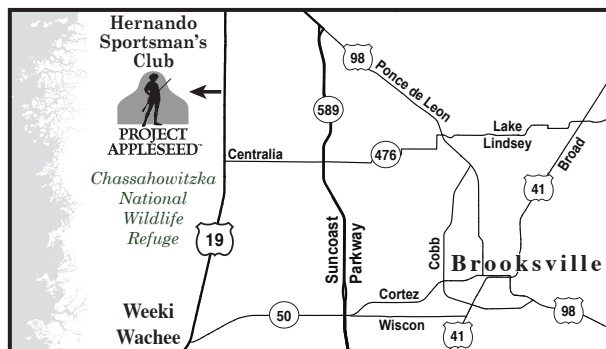 Hernando
Sportsman's
Club
PROJECT
APPLESEED™
Chassahowitzka
National
Wildlife
Refuge
19
Weeki
Wachee
Centralia
589
476
98
Ponce de Leon
Lake
Lindsey
Broad
41
Suncoast
Parkway
Cobb
Brooksville
Cortez
50
Wiscon
41
98